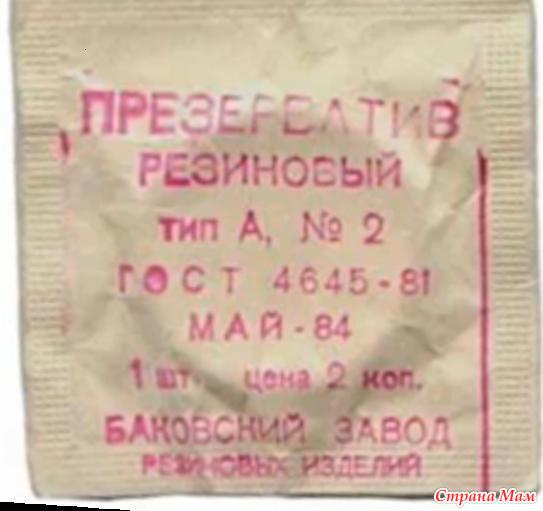 ПРЕЗЕРВАТИВ
РЕЗИНОВЫЙ
тип А, № 2
ГОСТ 4645-81
МАЙ-84
1 шт. цена 2 коп.
БАКОВСКИЙ ЗАВОД
РЕЗИНОВЫХ ИЗДЕЛИЙ
Страна Мам